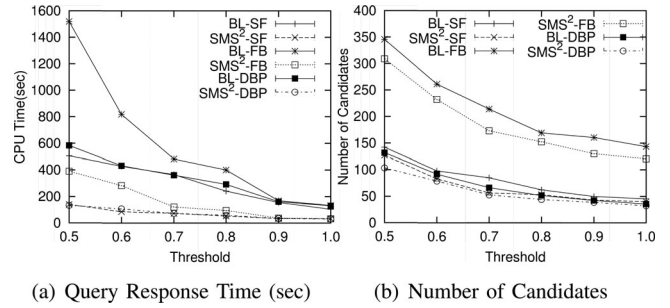 1600
1400
1200
1000
800
600
400
200
0
CPU Time(sec)
BL-SF
SMS²-SF
BL-FB
SMS²-FB
BL-DBP
SMS²-DBP
0.5 0.6 0.7 0.8 0.9 1.0
Threshold
(a) Query Response Time (sec)
400
350
300
250
200
150
100
50
0
Number of Candidates
BL-SF
SMS²-SF
BL-FB
SMS²-FB
BL-DBP
SMS²-DBP
0.5 0.6 0.7 0.8 0.9 1.0
Threshold
(b) Number of Candidates